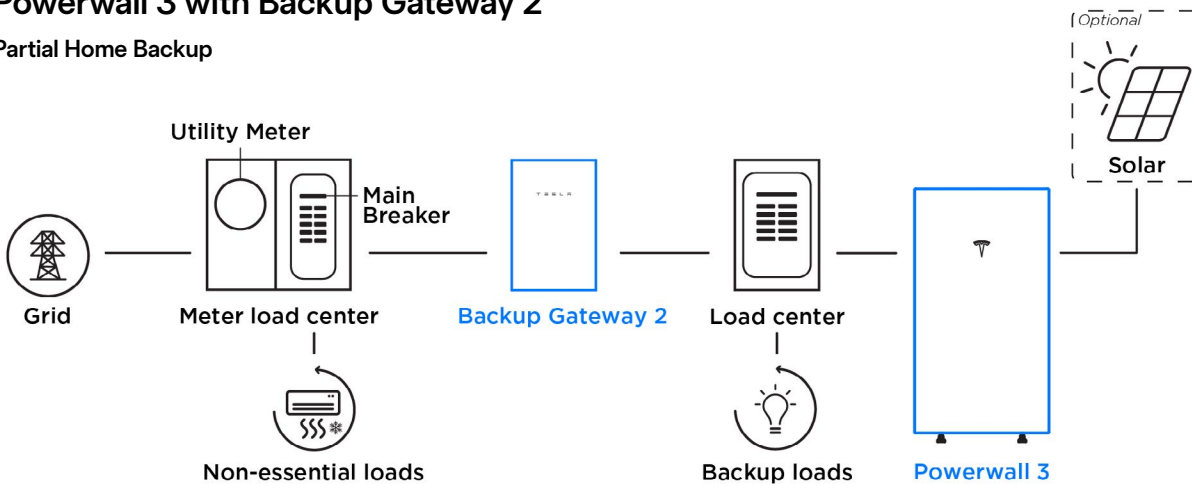 Powerwall 3 with Backup Gateway 2
Partial Home Backup
Optional
Solar
Utility Meter
Main
Breaker
TESLA
Grid
Meter load center
Backup Gateway 2
Load center
Non-essential loads
Backup loads
Powerwall 3